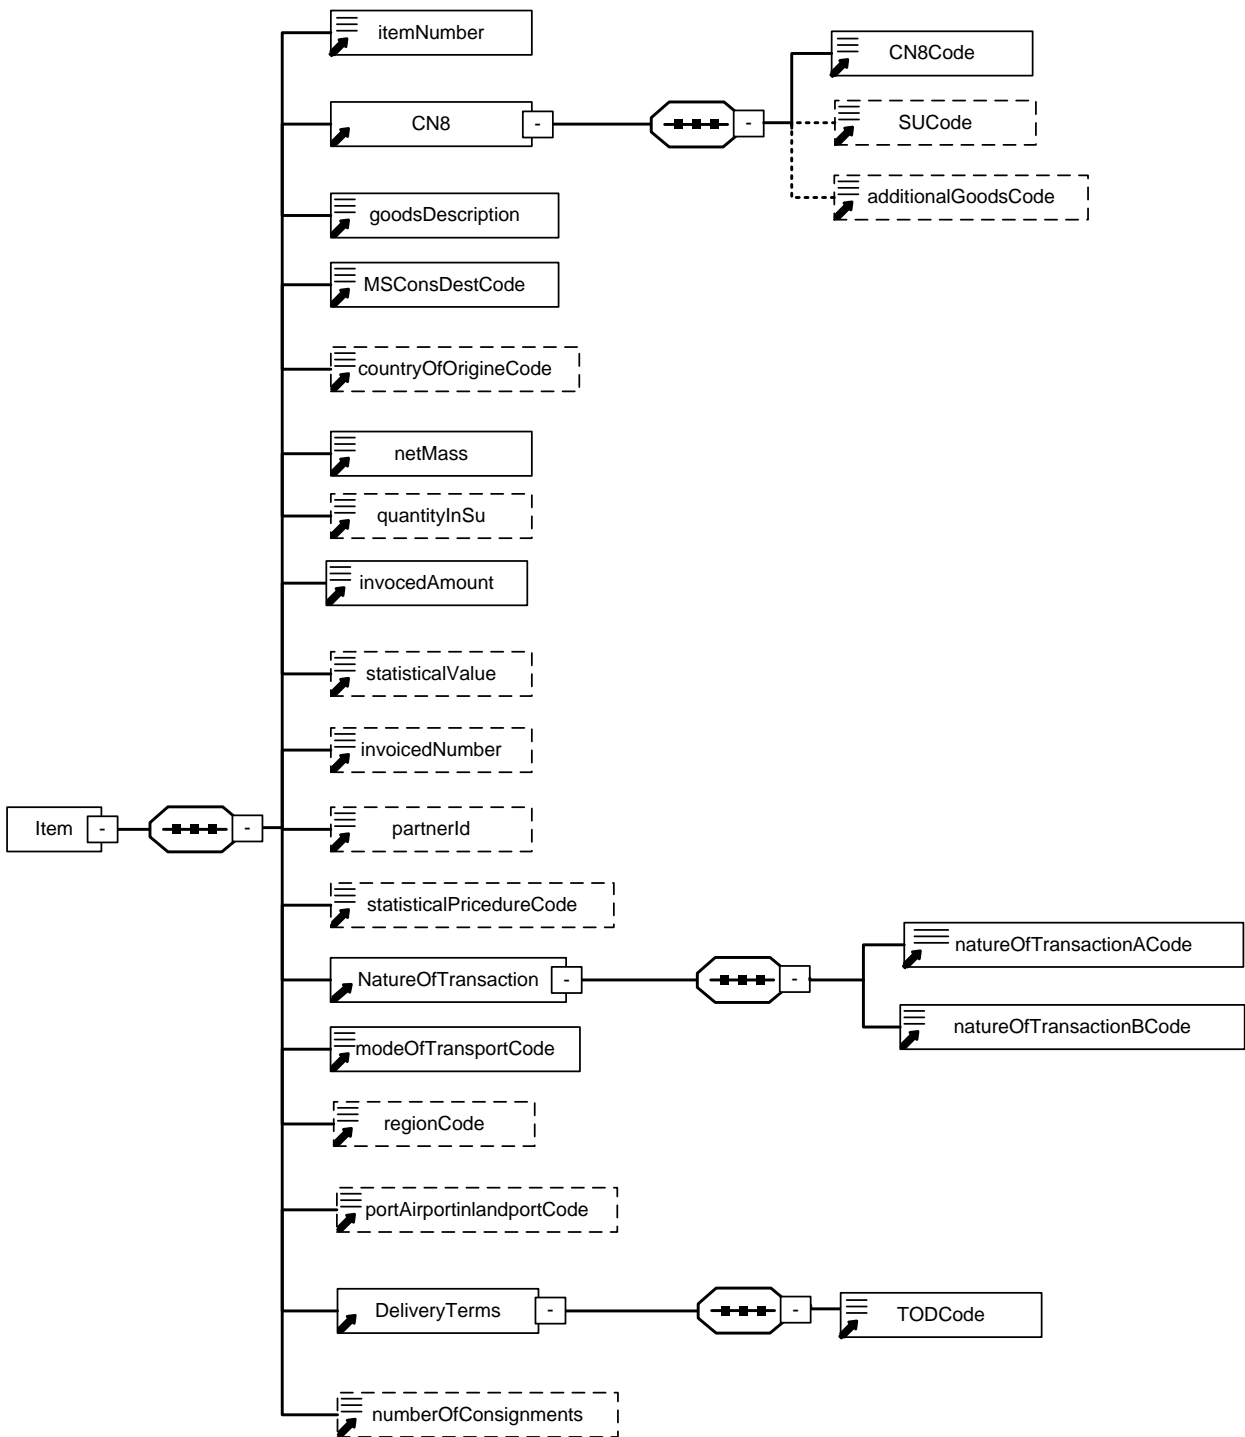 itemNumber
CN8
CN8Code
SUCode
additionalGoodsCode
goodsDescription
MSConsDestCode
countryOfOrigineCode
netMass
quantityInSu
invocedAmount
statisticalValue
invoicedNumber
Item
partnerId
statisticalPricedureCode
NatureOfTransaction
natureOfTransactionACode
natureOfTransactionBCode
modeOfTransportCode
regionCode
portAirportinlandportCode
DeliveryTerms
TODCode
numberOfConsignments